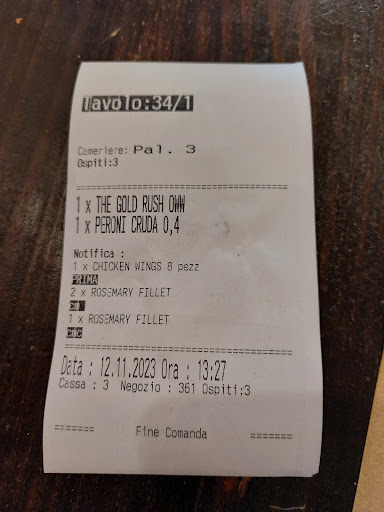 Tavolo:34/1
Cameriere: Pal. 3
Ospiti:3
==================================
1 x THE GOLD RUSH OWW
1 x PERONI CRUDA 0,4
Notifica :
1 x CHICKEN WINGS 8 pezz
PRIMA
2 x ROSEMARY FILLET
1 x ROSEMARY FILLET
==================================
Data : 12.11.2023 Ora : 13:27
Cassa : 3 Negozio : 361 Ospiti:3
======= Fine Comanda =======